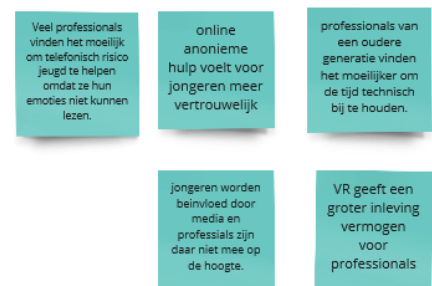 Veel professionals
vinden het moeilijk
om telefonisch risico
jeugd te helpen
omdat ze hun
emoties niet kunnen
lezen.
online
anonieme
hulp voelt voor
jongeren meer
vertrouwelijk
professionals van
een oudere
generatie vinden
het moeilijker om
de tijd technisch
bij te houden.
jongeren worden
beinvloed door
media en
professials zijn
daar niet mee op
de hoogte.
VR geeft een
groter inleving
vermogen
voor
professionals